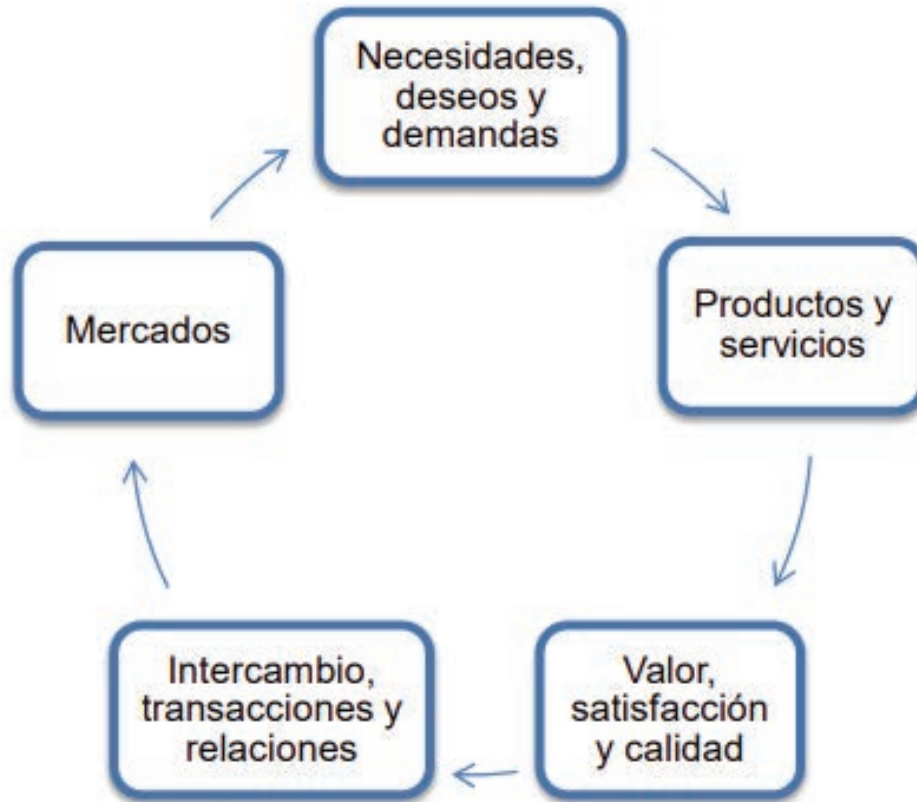 Necesidades,
deseos y
demandas
Productos y
servicios
Valor,
satisfacción
y calidad
Intercambio,
transacciones y
relaciones
Mercados